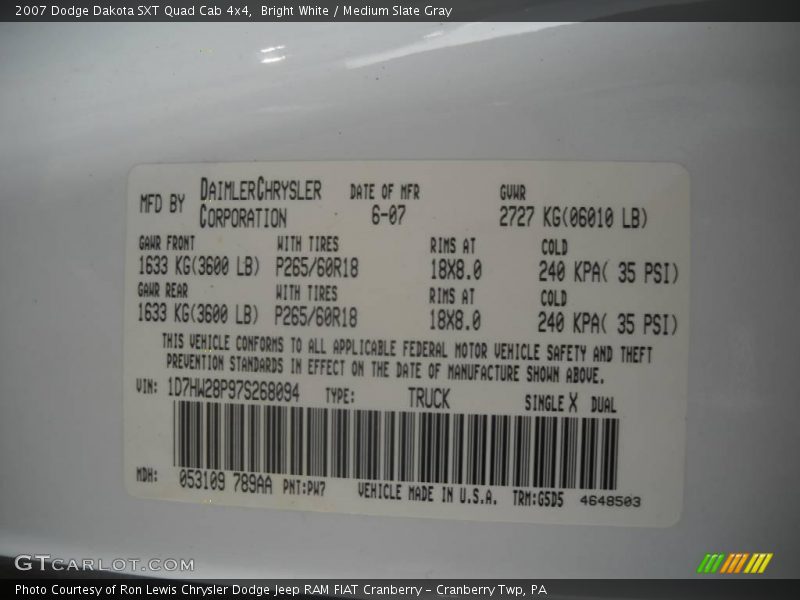 2007 Dodge Dakota SXT Quad Cab 4x4,  Bright White / Medium Slate Gray
MFD BY DAIMLERCHRYSLER CORPORATION DATE OF MFR 6-07 GVWR 2727 KG(06010 LB)
GAWR FRONT WITH TIRES RIMS AT COLD
1633 KG(3600 LB) P265/60R18 18X8.0 240 KPA( 35 PSI)
GAWR REAR WITH TIRES RIMS AT COLD
1633 KG(3600 LB) P265/60R18 18X8.0 240 KPA( 35 PSI)
THIS VEHICLE CONFORMS TO ALL APPLICABLE FEDERAL MOTOR VEHICLE SAFETY AND THEFT
PREVENTION STANDARDS IN EFFECT ON THE DATE OF MANUFACTURE SHOWN ABOVE.
VIN: 1D7HW28P97S268094 TYPE: TRUCK SINGLE X DUAL
MDH: 053109 789AA PNT:PW7 VEHICLE MADE IN U.S.A. TRM:G5D5 4648503
GTCARLOT.COM
Photo Courtesy of Ron Lewis Chrysler Dodge Jeep RAM FIAT Cranberry – Cranberry Twp, PA